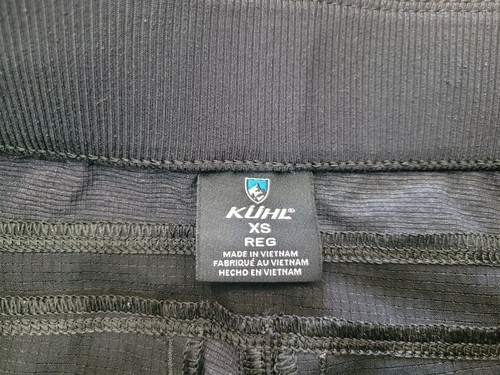 KÜHL®
XS
REG
MADE IN VIETNAM
FABRIQUÉ AU VIETNAM
HECHO EN VIETNAM